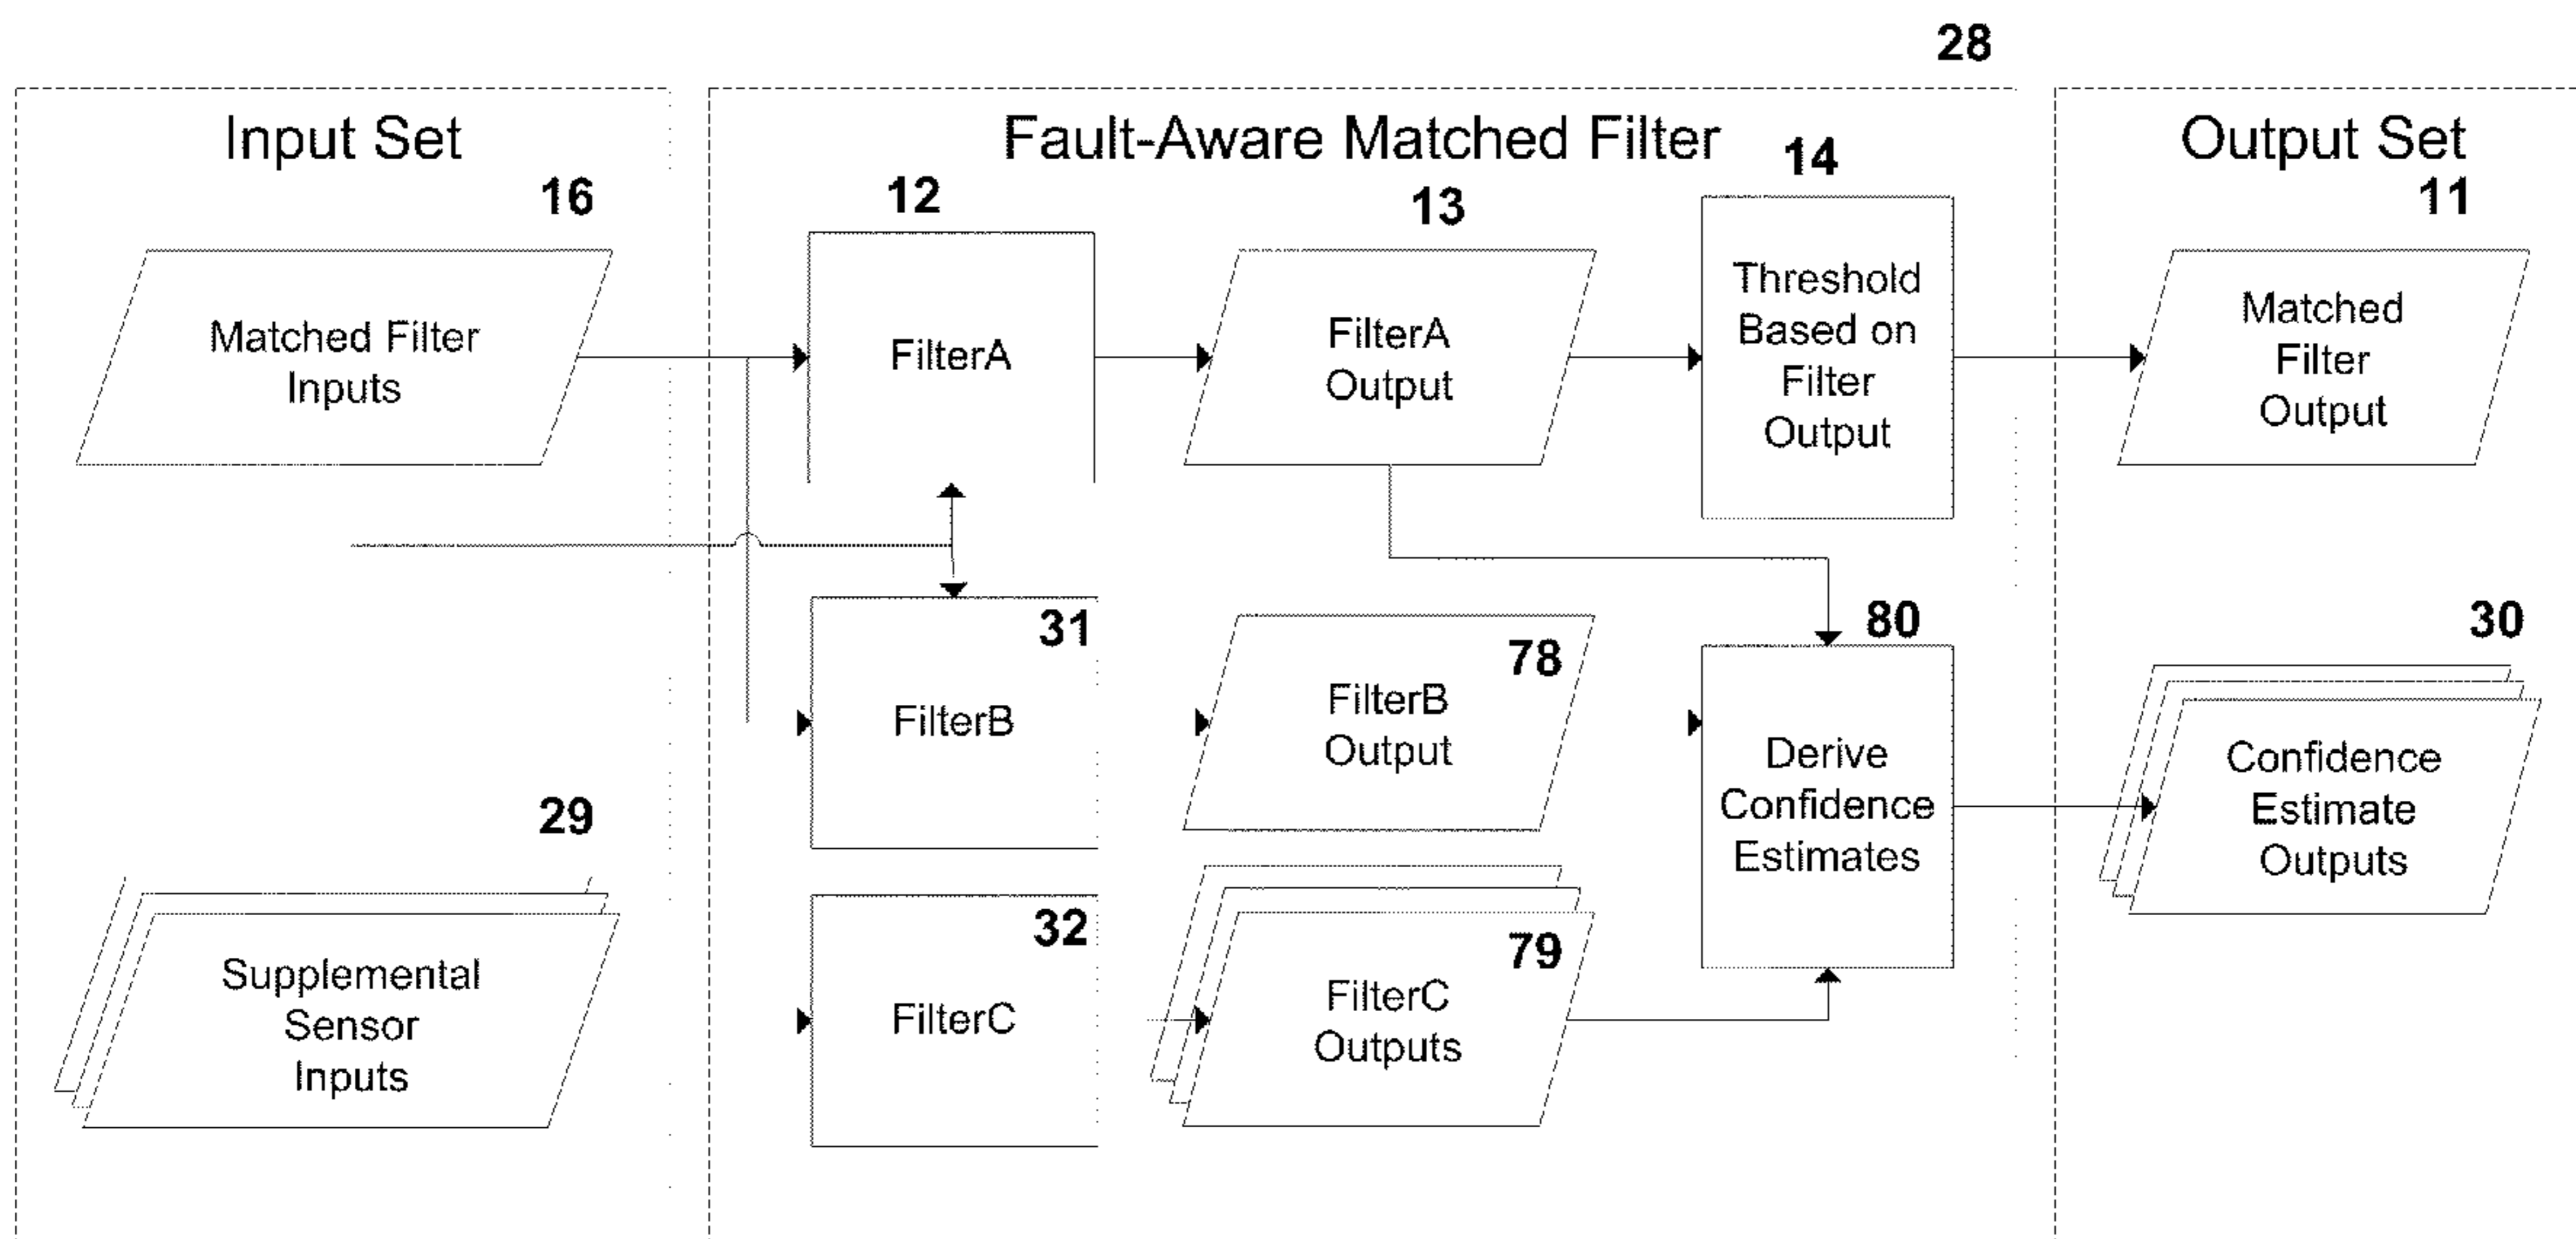 28
Input Set
Fault-Aware Matched Filter
Output Set
16
12
13
14
11
Matched Filter
Inputs
FilterA
FilterA
Output
Threshold
Based on
Filter
Output
Matched
Filter
Output
31
78
80
30
FilterB
FilterB
Output
Derive
Confidence
Estimates
Confidence
Estimate
Outputs
29
32
79
Supplemental
Sensor
Inputs
FilterC
FilterC
Outputs